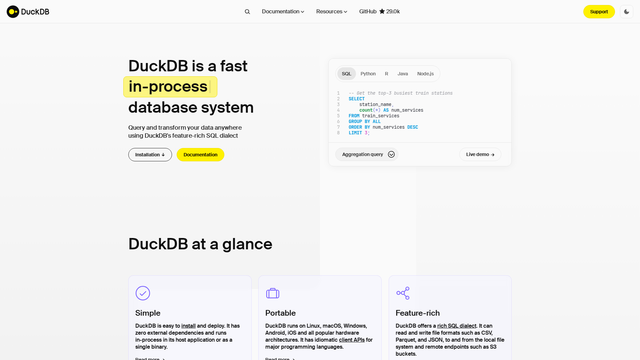 DuckDB
Documentation
Resources
GitHub ★ 29.0k
Support
DuckDB is a fast
in-process
database system
Query and transform your data anywhere
using DuckDB's feature-rich SQL dialect
Installation ↓
Documentation
SQL
Python
R
Java
Node.js
1 -- Get the top-3 busiest train stations
2 SELECT
3 station_name,
4 count(*) AS num_services
5 FROM train_services
6 GROUP BY ALL
7 ORDER BY num_services DESC
8 LIMIT 3;
Aggregation query
Live demo →
DuckDB at a glance
Simple
DuckDB is easy to install and deploy. It has
zero external dependencies and runs
in-process in its host application or as a
single binary.
Read more →
Portable
DuckDB runs on Linux, macOS, Windows,
Android, iOS and all popular hardware
architectures. It has idiomatic client APIs for
major programming languages.
Read more →
Feature-rich
DuckDB offers a rich SQL dialect. It can
read and write file formats such as CSV,
Parquet, and JSON, to and from the local file
system and remote endpoints such as S3
buckets.